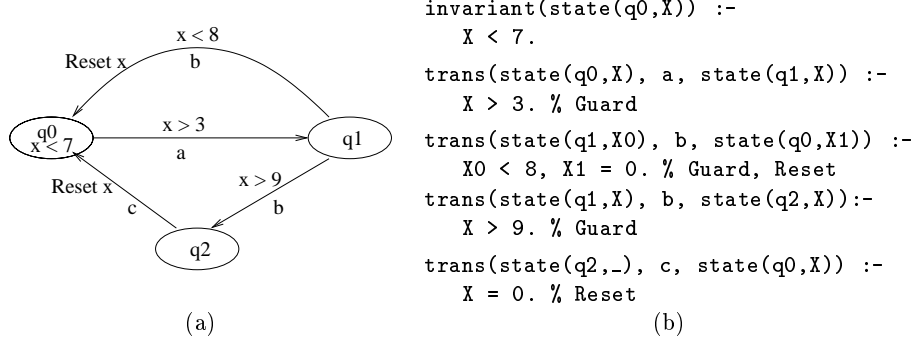 x < 8
Reset x
b
q0
x < 7
x > 3
a
q1
Reset x
c
x > 9
b
q2
(a)
invariant(state(q0,X)) :-
X < 7.
trans(state(q0,X), a, state(q1,X)) :-
X > 3. % Guard
trans(state(q1,X0), b, state(q0,X1)) :-
X0 < 8, X1 = 0. % Guard, Reset
trans(state(q1,X), b, state(q2,X)):-
X > 9. % Guard
trans(state(q2,_), c, state(q0,X)) :-
X = 0. % Reset
(b)